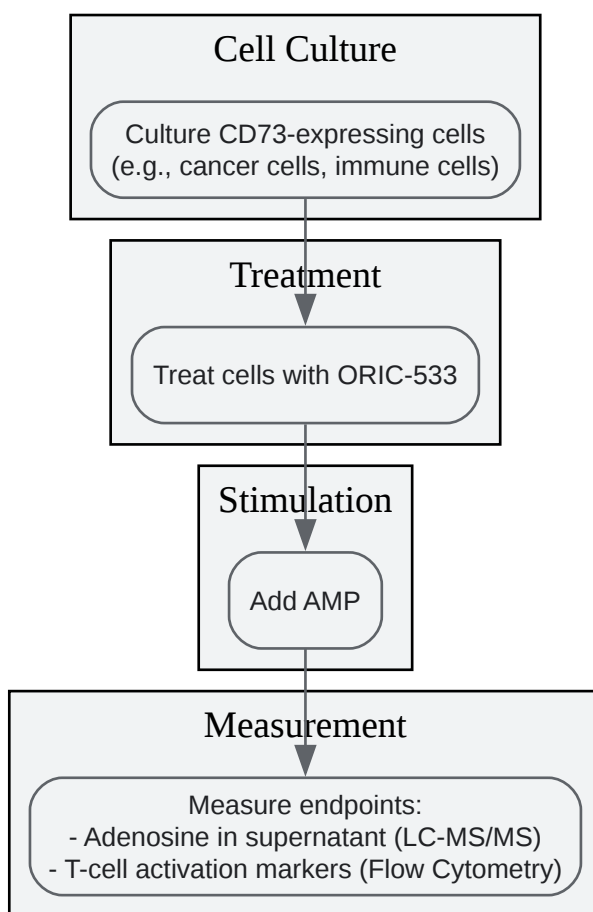 Cell Culture
Culture CD73-expressing cells
(e.g., cancer cells, immune cells)
Treatment
Treat cells with ORIC-533
Stimulation
Add AMP
Measurement
Measure endpoints:
- Adenosine in supernatant (LC-MS/MS)
- T-cell activation markers (Flow Cytometry)